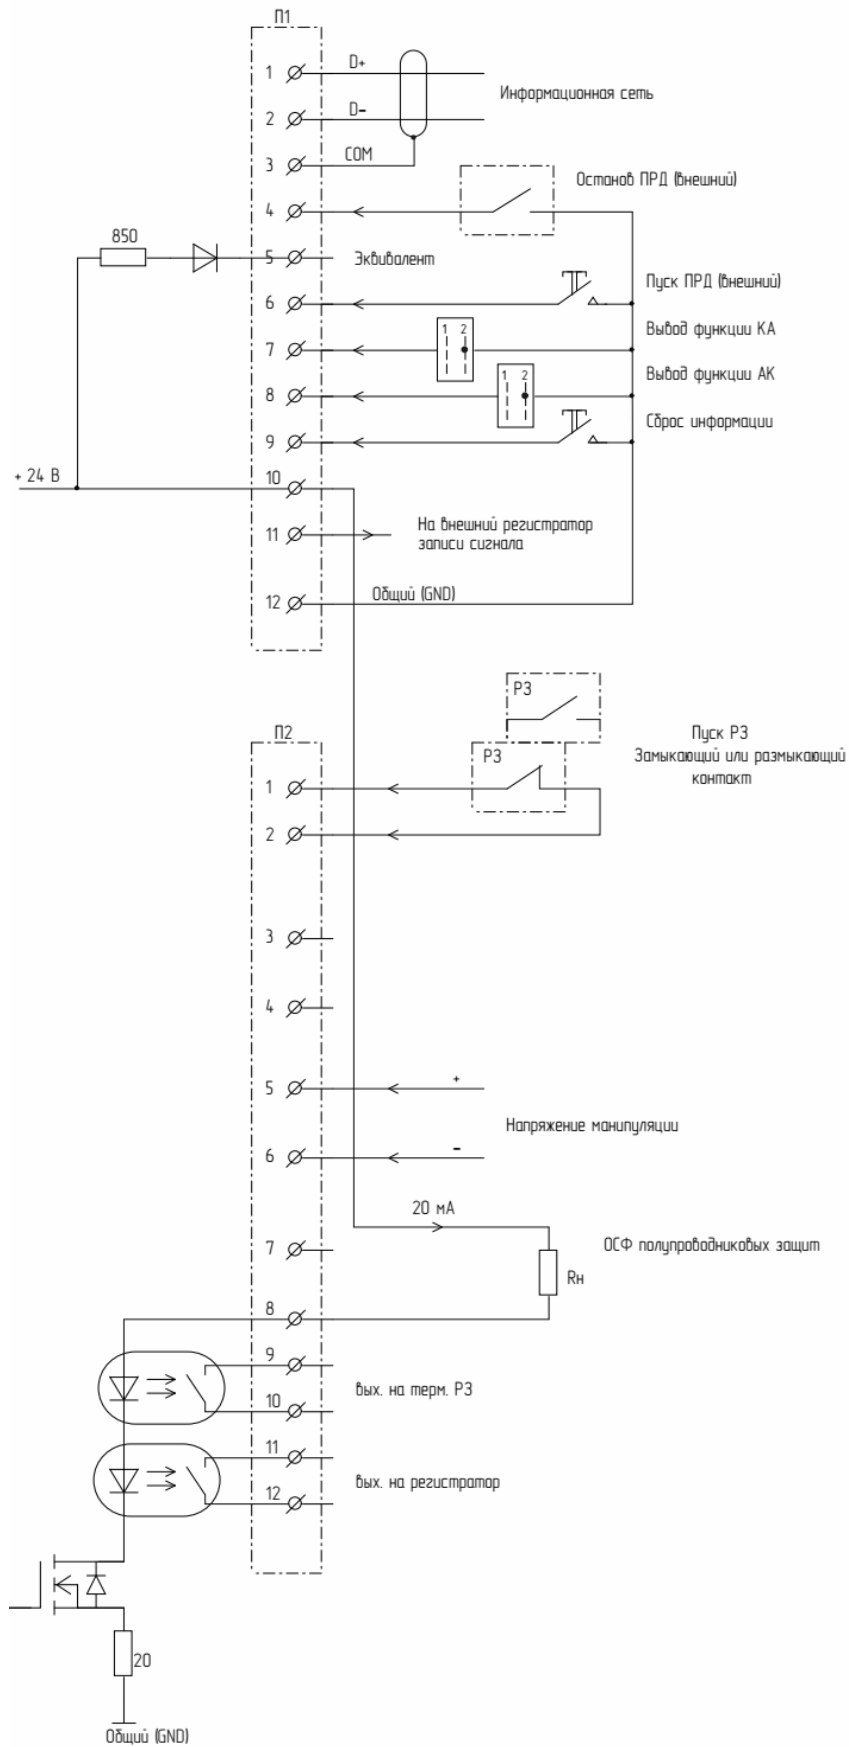 П1
1
D+
2
D-
Информационная сеть
3
COM
Останов ПРД (внешний)
4
850
5
Эквивалент
6
Пуск ПРД (внешний)
7
1 2
Вывод функции КА
8
1 2
Вывод функции АК
9
Сброс информации
+ 24 В
10
11
На внешний регистратор
записи сигнала
12
Общий (GND)
РЗ
П2
РЗ
Пуск РЗ
Замыкающий или размыкающий
контакт
1
2
3
4
5
+
Напряжение манипуляции
6
-
20 мА
7
ОСФ полупроводниковых защит
Rн
8
9
вых. на терм. РЗ
10
11
вых. на регистратор
12
20
Общий (GND)